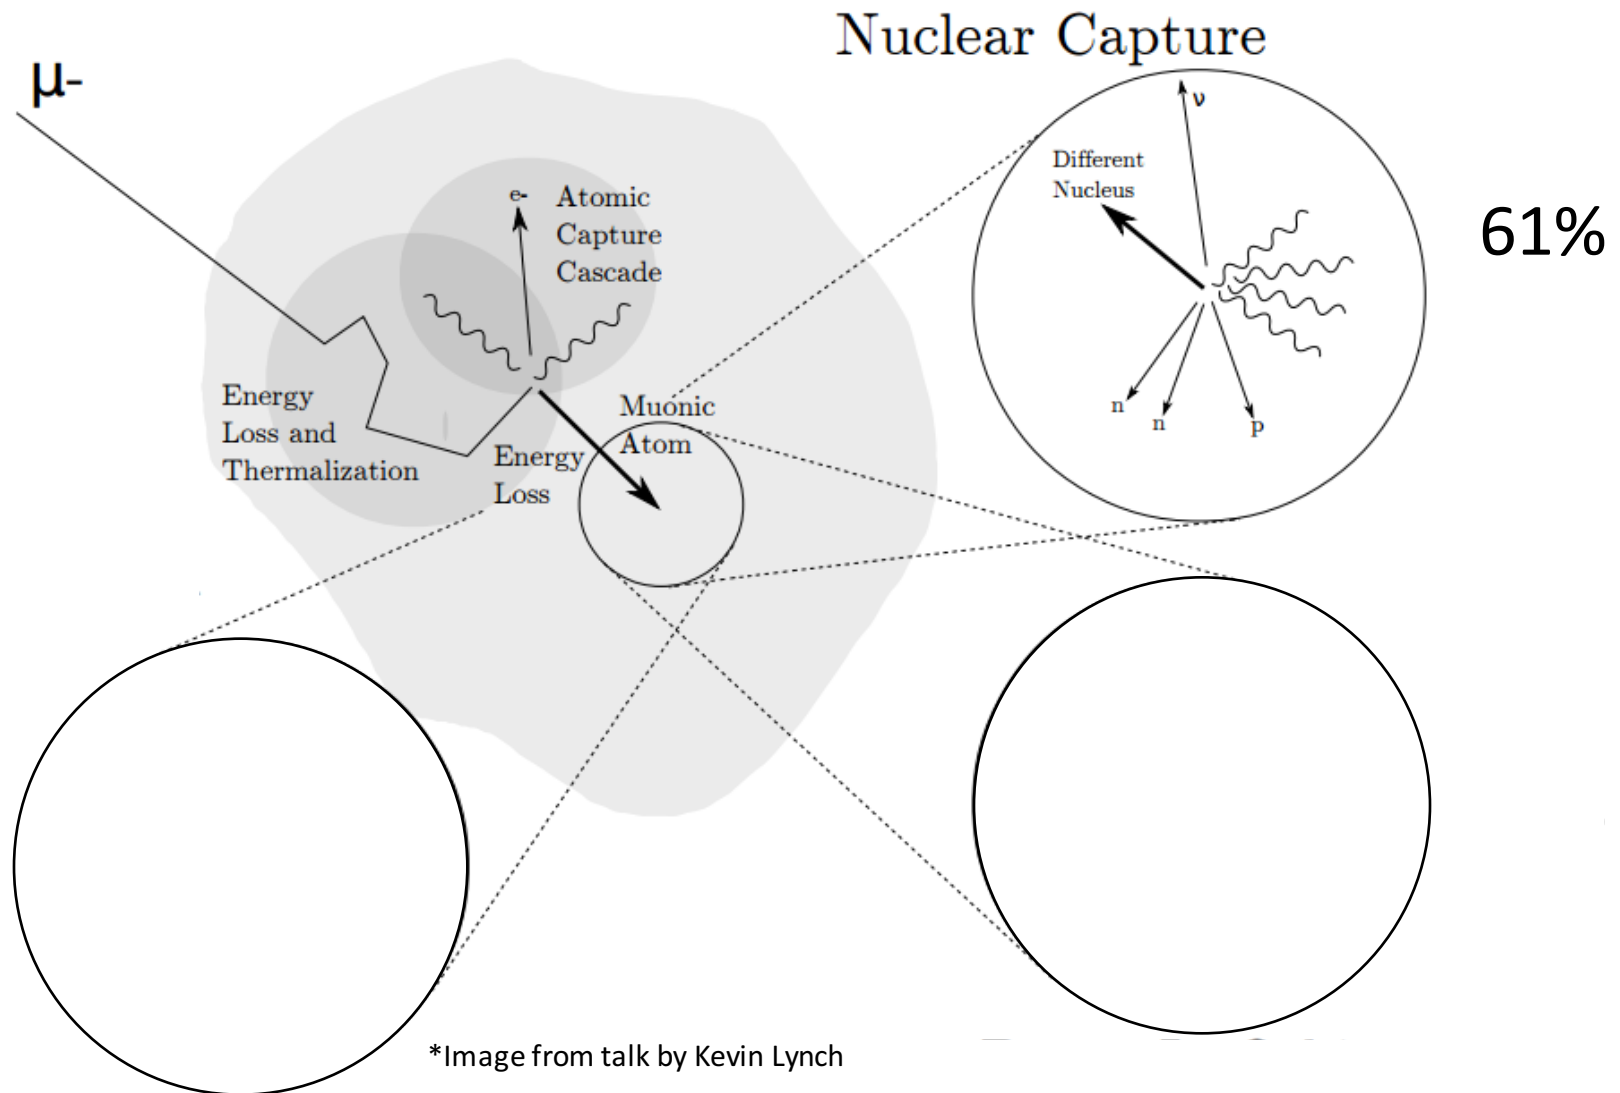 Nuclear Capture
μ-
ν
Different
Nucleus
61%
e-
Atomic
Capture
Cascade
Energy
Loss and
Thermalization
Muonic
Atom
Energy
Loss
n
n
p
*Image from talk by Kevin Lynch